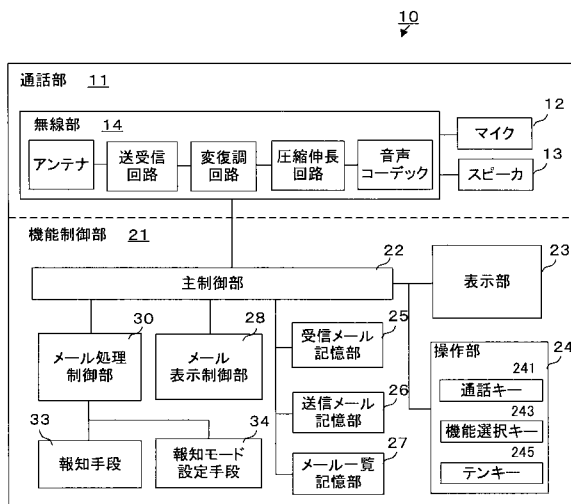 10
通話部 11
無線部 14
アンテナ
送受信
回路
変復調
回路
圧縮伸長
回路
音声
コーデック
12
マイク
13
スピーカ
機能制御部 21
22
主制御部
23
表示部
30
メール処理
制御部
28
メール
表示制御部
25
受信メール
記憶部
26
送信メール
記憶部
27
メール一覧
記憶部
33
報知手段
34
報知モード
設定手段
操作部 24
241
通話キー
243
機能選択キー
245
テンキー